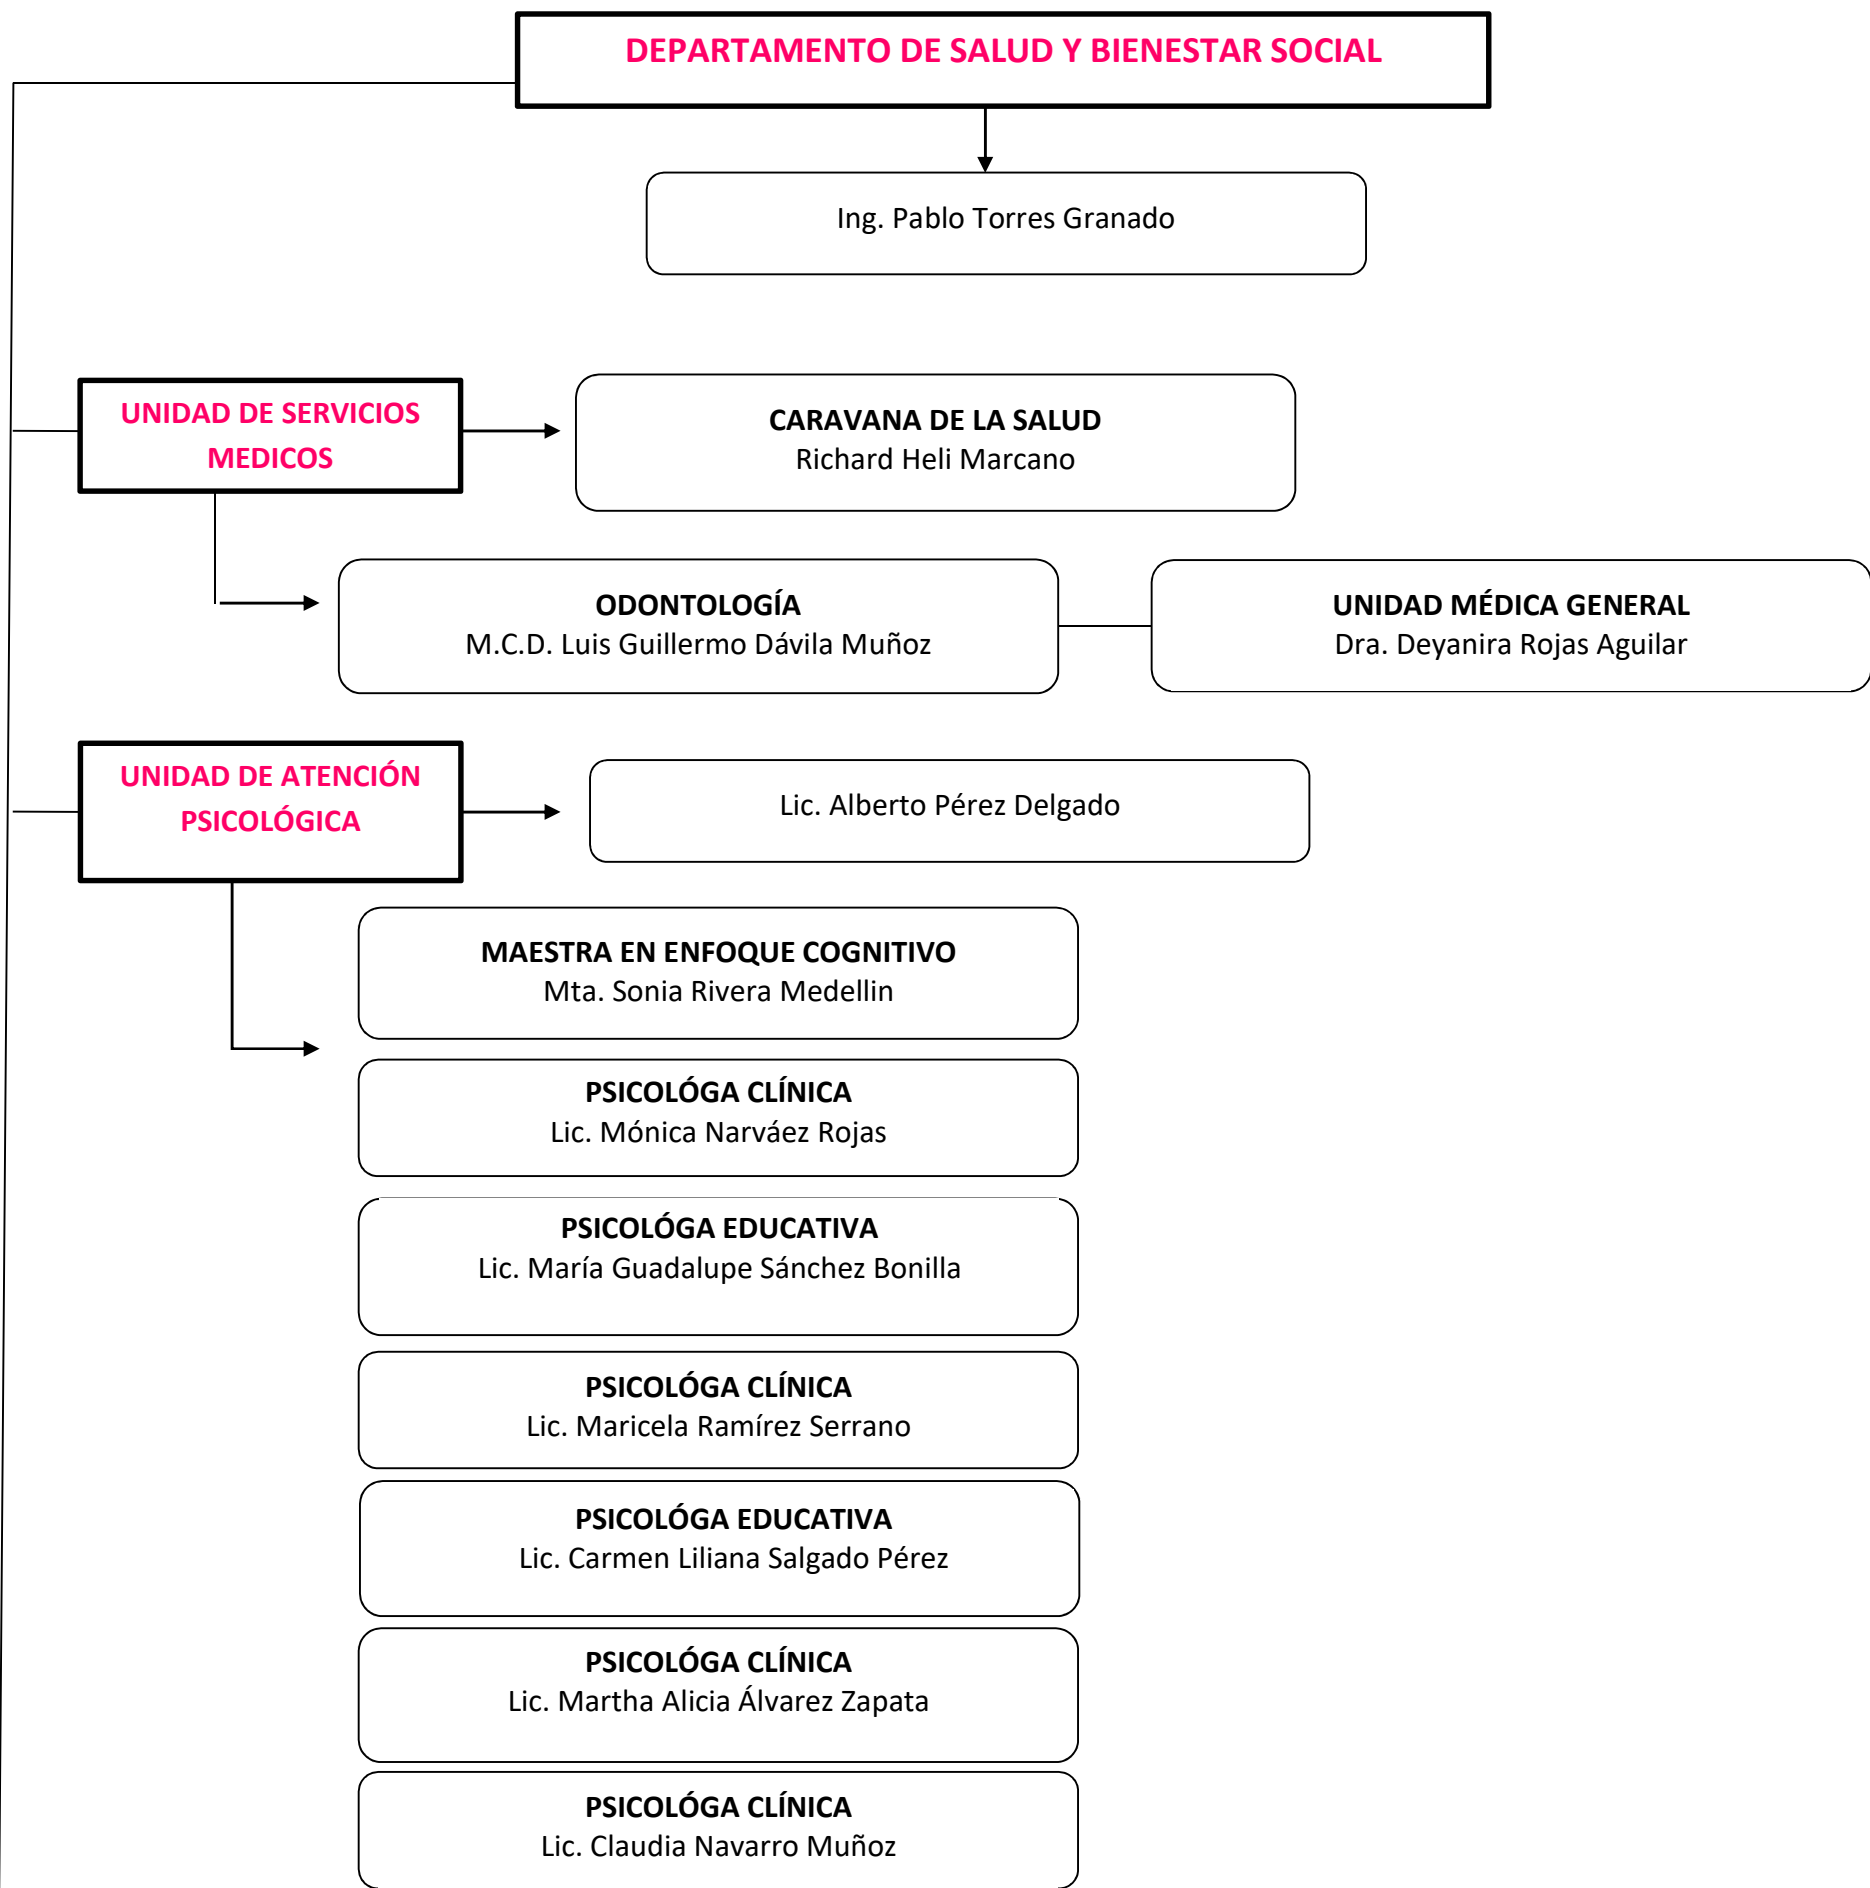 DEPARTAMENTO DE SALUD Y BIENESTAR SOCIAL
Ing. Pablo Torres Granado
UNIDAD DE SERVICIOS
MEDICOS
CARAVANA DE LA SALUD
Richard Heli Marcano
ODONTOLOGÍA
M.C.D. Luis Guillermo Dávila Muñoz
UNIDAD MÉDICA GENERAL
Dra. Deyanira Rojas Aguilar
UNIDAD DE ATENCIÓN
PSICOLÓGICA
Lic. Alberto Pérez Delgado
MAESTRA EN ENFOQUE COGNITIVO
Mta. Sonia Rivera Medellin
PSICOLÓGA CLÍNICA
Lic. Mónica Narváez Rojas
PSICOLÓGA EDUCATIVA
Lic. María Guadalupe Sánchez Bonilla
PSICOLÓGA CLÍNICA
Lic. Maricela Ramírez Serrano
PSICOLÓGA EDUCATIVA
Lic. Carmen Liliana Salgado Pérez
PSICOLÓGA CLÍNICA
Lic. Martha Alicia Álvarez Zapata
PSICOLÓGA CLÍNICA
Lic. Claudia Navarro Muñoz